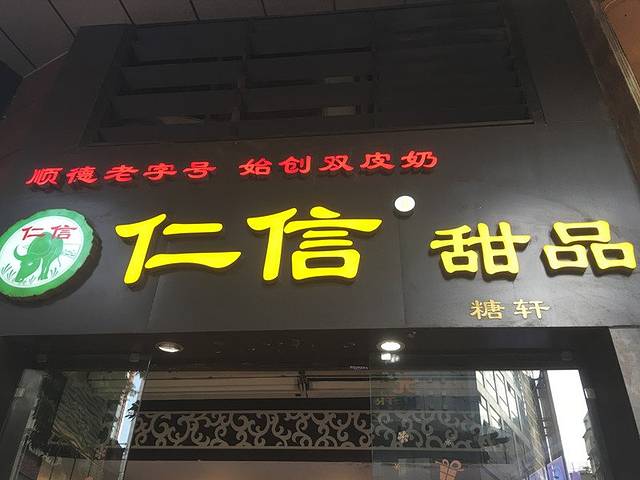 顺德老字号 始创双皮奶
仁信
仁信 甜品
糖轩